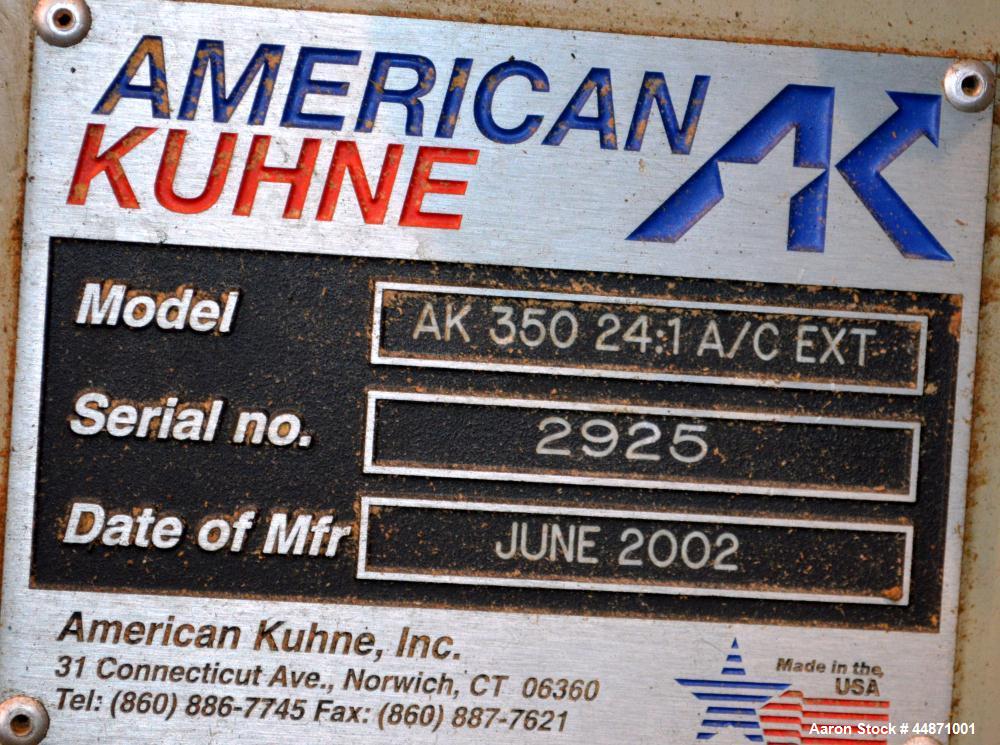 AMERICAN
KUHNE
AK
Model AK 350 24:1 A/C EXT
Serial no. 2925
Date of Mfr JUNE 2002
American Kuhne, Inc.
31 Connecticut Ave., Norwich, CT 06360
Tel: (860) 886-7745 Fax: (860) 887-7621
Made in the
USA
Aaron Stock # 44871001